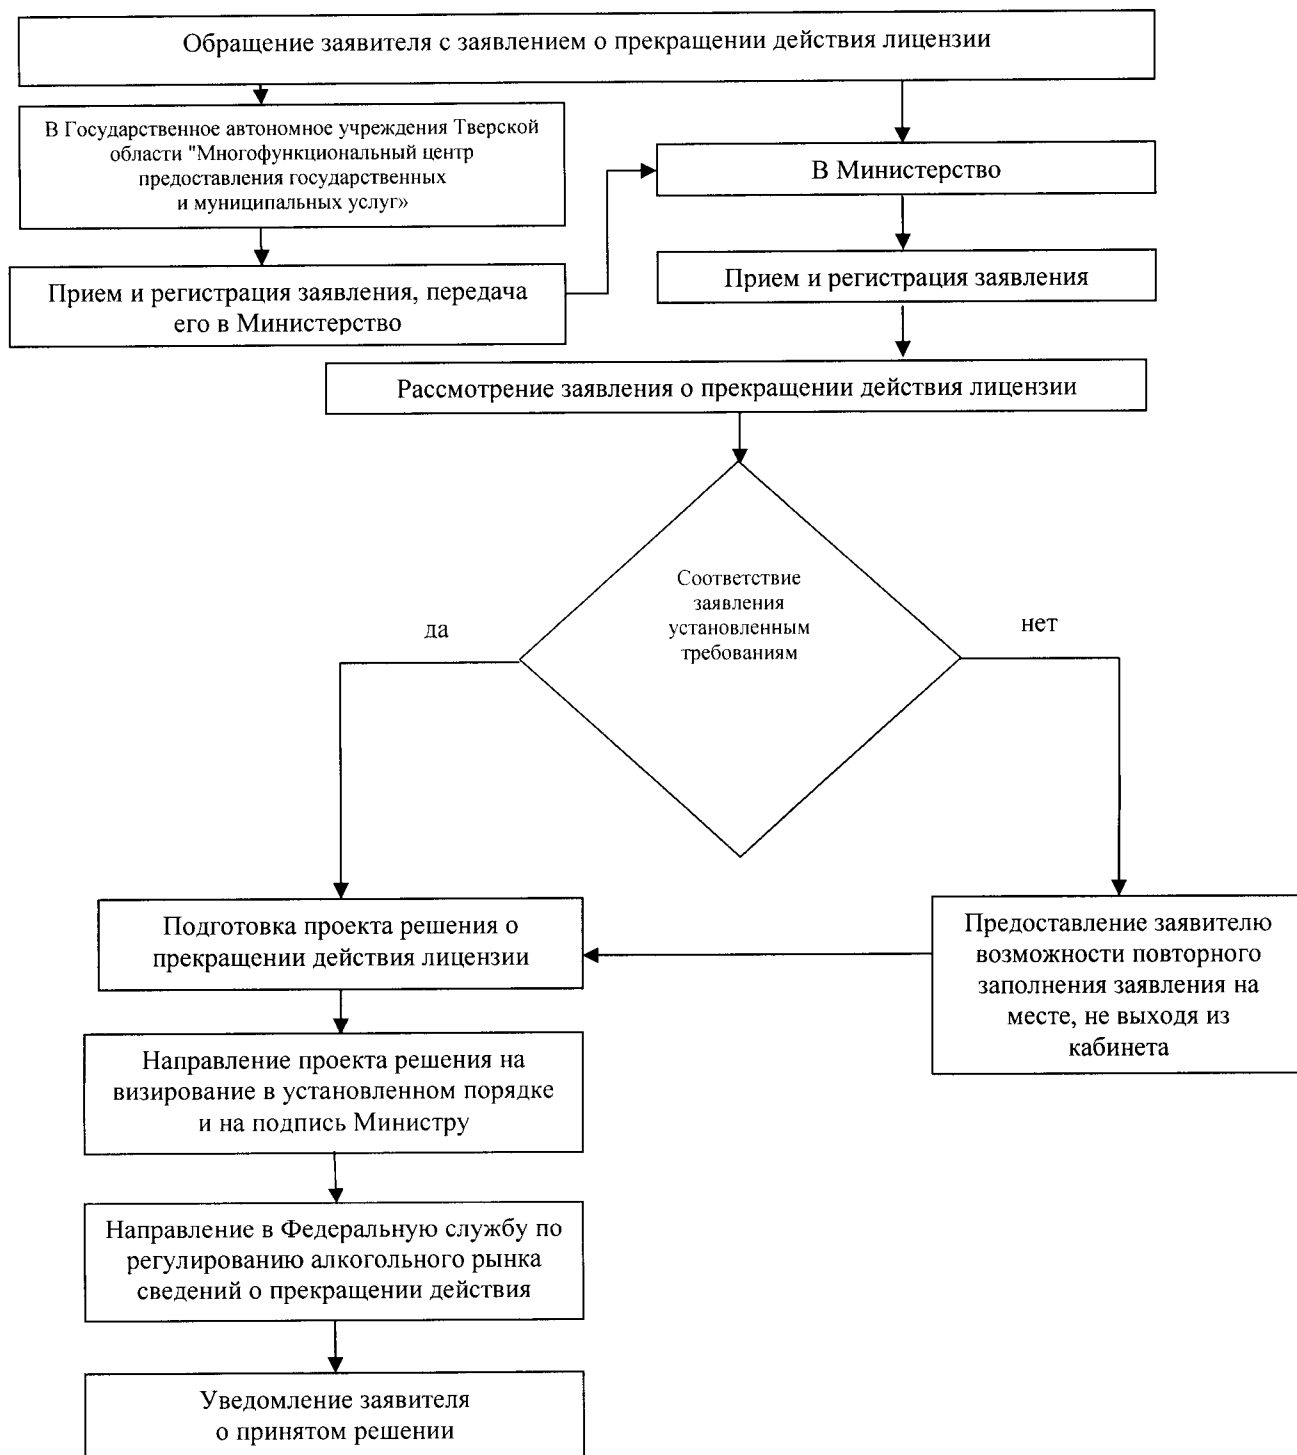 Обращение заявителя с заявлением о прекращении действия лицензии
В Государственное автономное учреждения Тверской
области "Многофункциональный центр
предоставления государственных
и муниципальных услуг»
В Министерство
Прием и регистрация заявления, передача
его в Министерство
Прием и регистрация заявления
Рассмотрение заявления о прекращении действия лицензии
Соответствие
заявления
установленным
требованиям
да
нет
Подготовка проекта решения о
прекращении действия лицензии
Предоставление заявителю
возможности повторного
заполнения заявления на
месте, не выходя из
кабинета
Направление проекта решения на
визирование в установленном порядке
и на подпись Министру
Направление в Федеральную службу по
регулированию алкогольного рынка
сведений о прекращении действия
Уведомление заявителя
о принятом решении